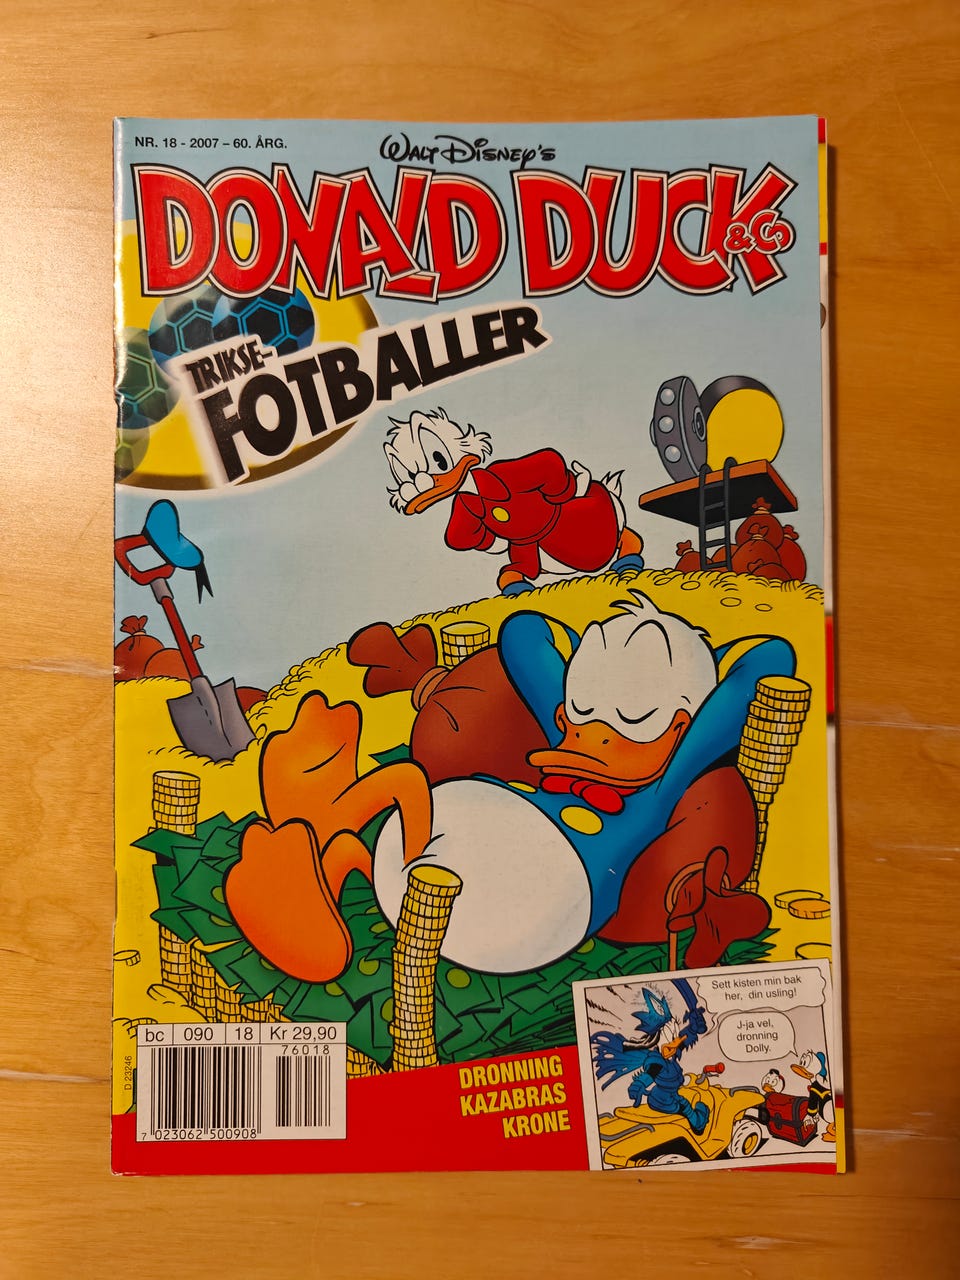 NR. 18 - 2007 – 60. ÅRG.
WALT DISNEY'S
DONALD DUCK
& Co
TRIKSE-
FOTBALLER
Sett kisten min bak
her, din usling!
J-ja vel,
dronning
Dolly.
DRONNING
KAZABRAS
KRONE
bc 090 18 Kr 29,90
76018
7 023062 500908
D 23246